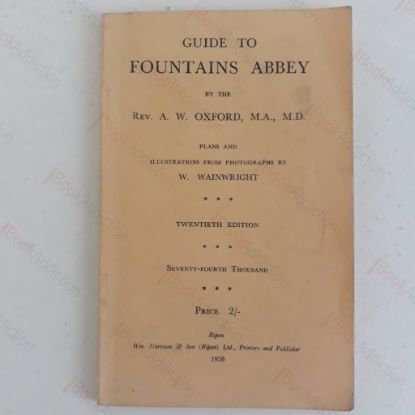 GUIDE TO
FOUNTAINS ABBEY
BY THE
REV. A. W. OXFORD, M.A., M.D.
PLANS AND
ILLUSTRATIONS FROM PHOTOGRAPHS BY
W. WAINWRIGHT
* * *
TWENTIETH EDITION
* * *
SEVENTY-FOURTH THOUSAND
* * *
PRICE 2/-
Ripon
Wm. Harrison & Son (Ripon) Ltd., Printers and Publisher
1958